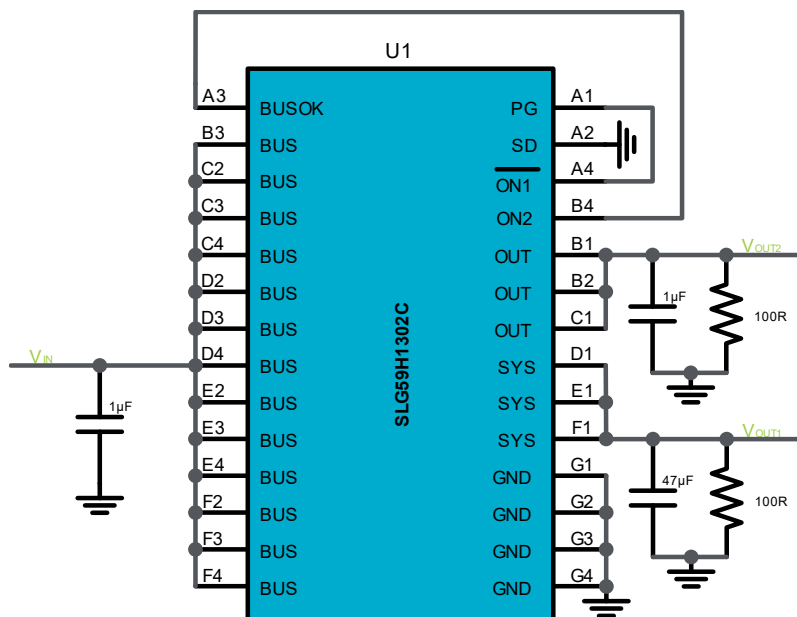 U1
A3 BUSOK PG A1
B3 BUS SD A2
C2 BUS ON1 A4
C3 BUS ON2 B4
C4 BUS OUT B1 VOUT2
D2 BUS OUT B2 1µF
D3 BUS OUT C1 100R
VIN D4 BUS SYS D1
1µF E2 BUS SYS E1
E3 BUS SYS F1 VOUT1
E4 BUS GND G1 47µF
F2 BUS GND G2 100R
F3 BUS GND G3
F4 BUS GND G4
SLG59H1302C